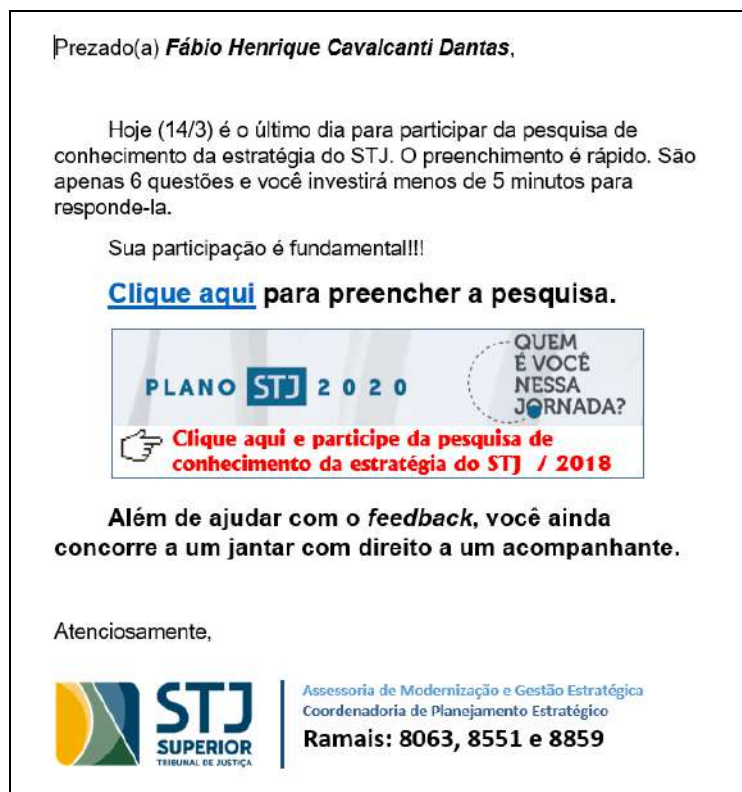 Prezado(a) Fábio Henrique Cavalcanti Dantas,
Hoje (14/3) é o último dia para participar da pesquisa de
conhecimento da estratégia do STJ. O preenchimento é rápido. São
apenas 6 questões e você investirá menos de 5 minutos para
responde-la.
Sua participação é fundamental!!!
Clique aqui para preencher a pesquisa.
PLANO STJ 2020
QUEM
É VOCÊ
NESSA
JORNADA?
Clique aqui e participe da pesquisa de
conhecimento da estratégia do STJ / 2018
Além de ajudar com o feedback, você ainda
concorre a um jantar com direito a um acompanhante.
Atenciosamente,
STJ
SUPERIOR
TRIBUNAL DE JUSTIÇA
Assessoria de Modernização e Gestão Estratégica
Coordenadoria de Planejamento Estratégico
Ramais: 8063, 8551 e 8859